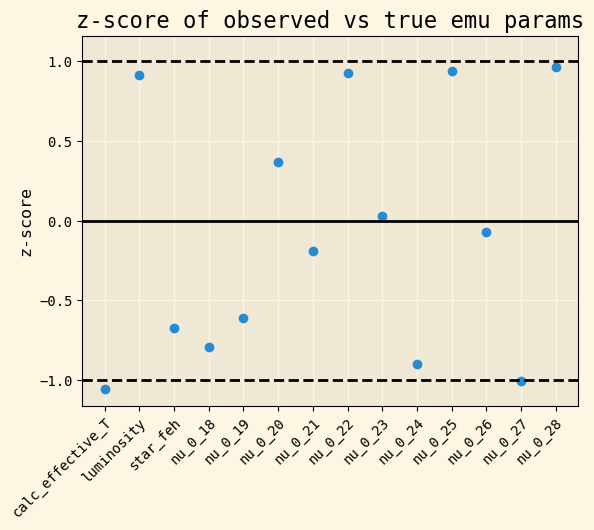 z-score of observed vs true emu params
z-score
1.0
0.5
0.0
−0.5
−1.0
calc_effective_T
luminosity
star_feh
nu_0_18
nu_0_19
nu_0_20
nu_0_21
nu_0_22
nu_0_23
nu_0_24
nu_0_25
nu_0_26
nu_0_27
nu_0_28